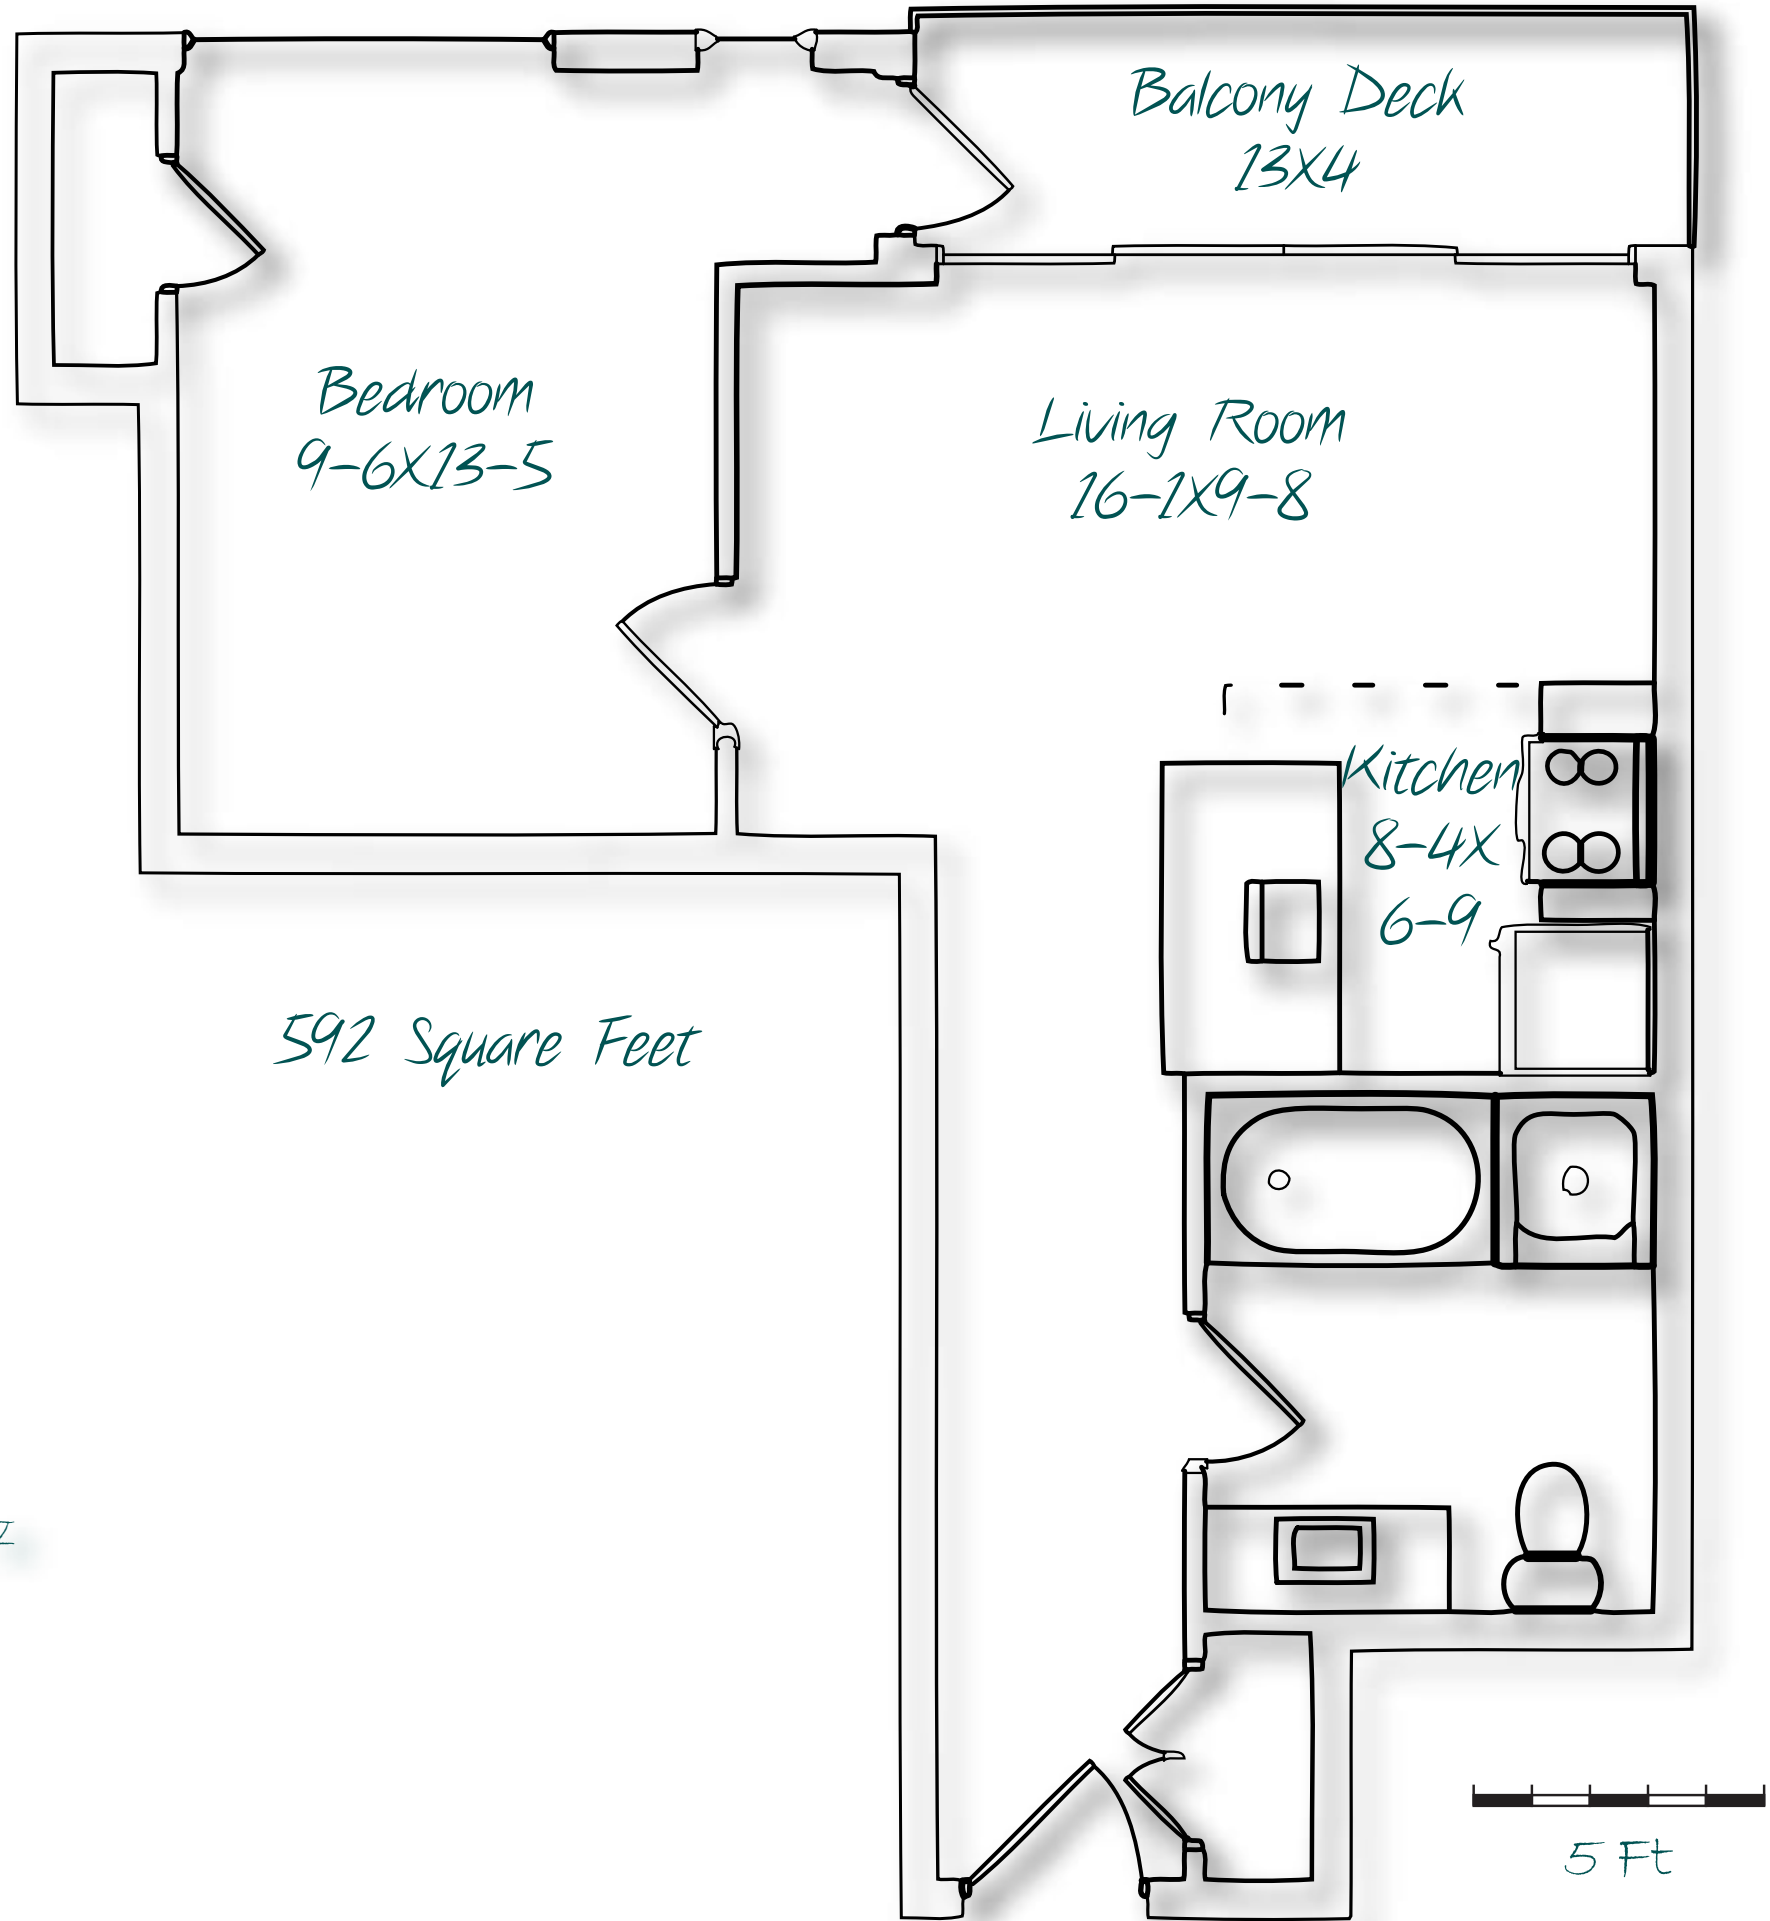 Balcony Deck
13X4
Bedroom
9-6X13-5
Living Room
16-1X9-8
Kitchen
8-4X
6-9
592 Square Feet
5 Ft